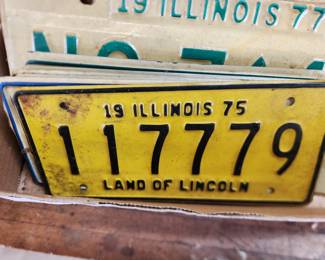 19 ILLINOIS 77
19 ILLINOIS 75
117779
LAND OF LINCOLN